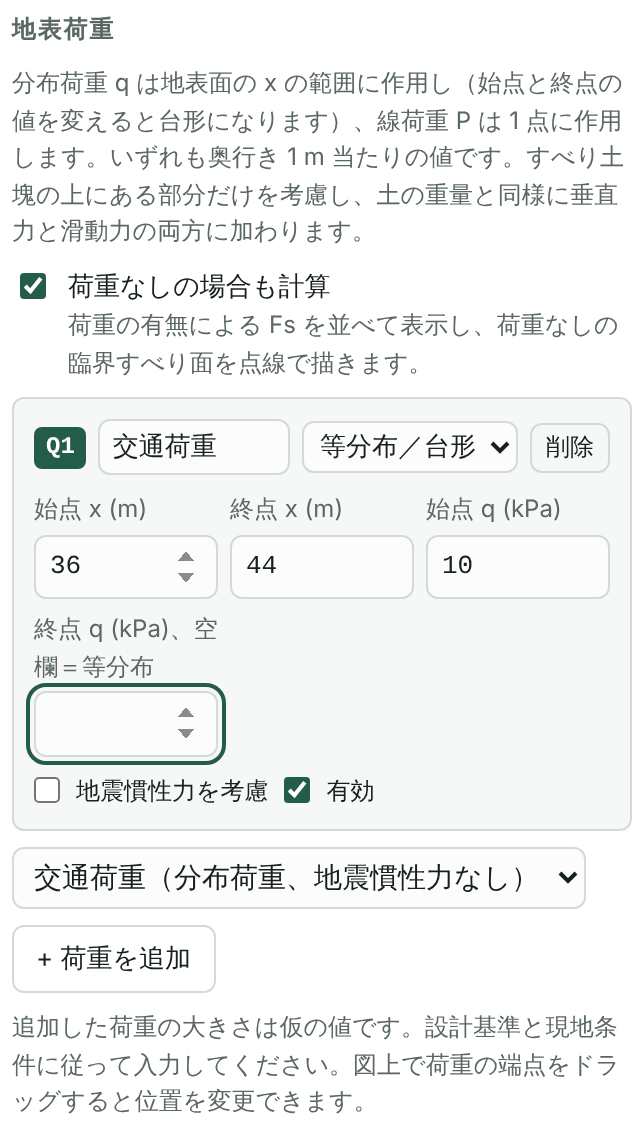 地表荷重
分布荷重 q は地表面の x の範囲に作用し（始点と終点の
値を変えると台形になります）、線荷重 P は 1 点に作用
します。いずれも奥行き 1 m 当たりの値です。すべり土
塊の上にある部分だけを考慮し、土の重量と同様に垂直
力と滑動力の両方に加わります。
荷重なしの場合も計算
荷重の有無による Fs を並べて表示し、荷重なしの
臨界すべり面を点線で描きます。
Q1 交通荷重 等分布／台形 削除
始点 x (m) 終点 x (m) 始点 q (kPa)
36 44 10
終点 q (kPa)、空
欄＝等分布
地震慣性力を考慮 有効
交通荷重（分布荷重、地震慣性力なし）
+ 荷重を追加
追加した荷重の大きさは仮の値です。設計基準と現地条
件に従って入力してください。図上で荷重の端点をドラ
ッグすると位置を変更できます。